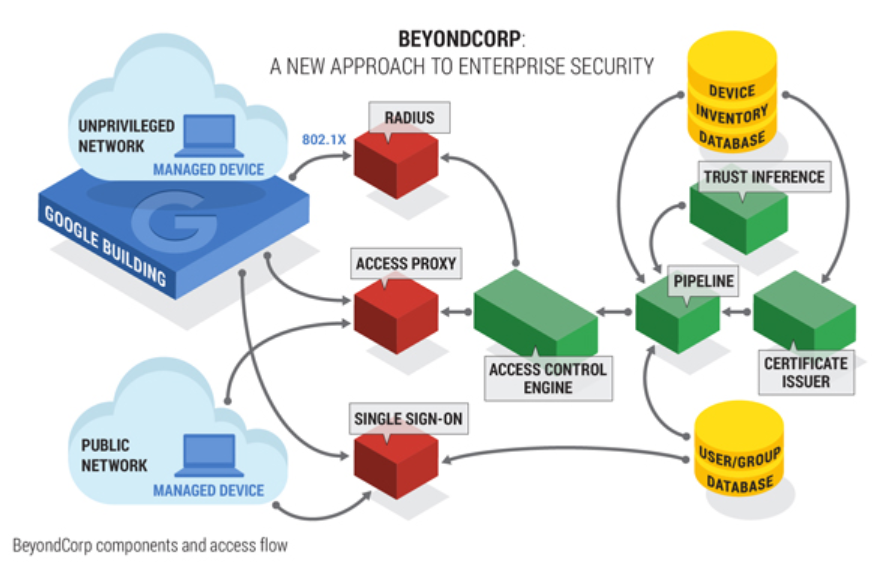 BEYONDCORP:
A NEW APPROACH TO ENTERPRISE SECURITY
UNPRIVILEGED
NETWORK
MANAGED DEVICE
G
GOOGLE BUILDING
802.1X
RADIUS
ACCESS PROXY
SINGLE SIGN-ON
ACCESS CONTROL
ENGINE
DEVICE
INVENTORY
DATABASE
TRUST INFERENCE
PIPELINE
CERTIFICATE
ISSUER
USER/GROUP
DATABASE
PUBLIC
NETWORK
MANAGED DEVICE
BeyondCorp components and access flow